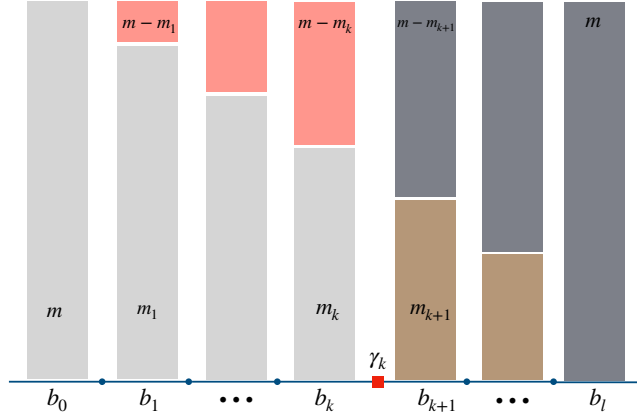 m − m₁ m − mₖ m − mₖ₊₁ m
m m₁ mₖ mₖ₊₁
γₖ
b₀ b₁ ••• bₖ bₖ₊₁ ••• bₗ